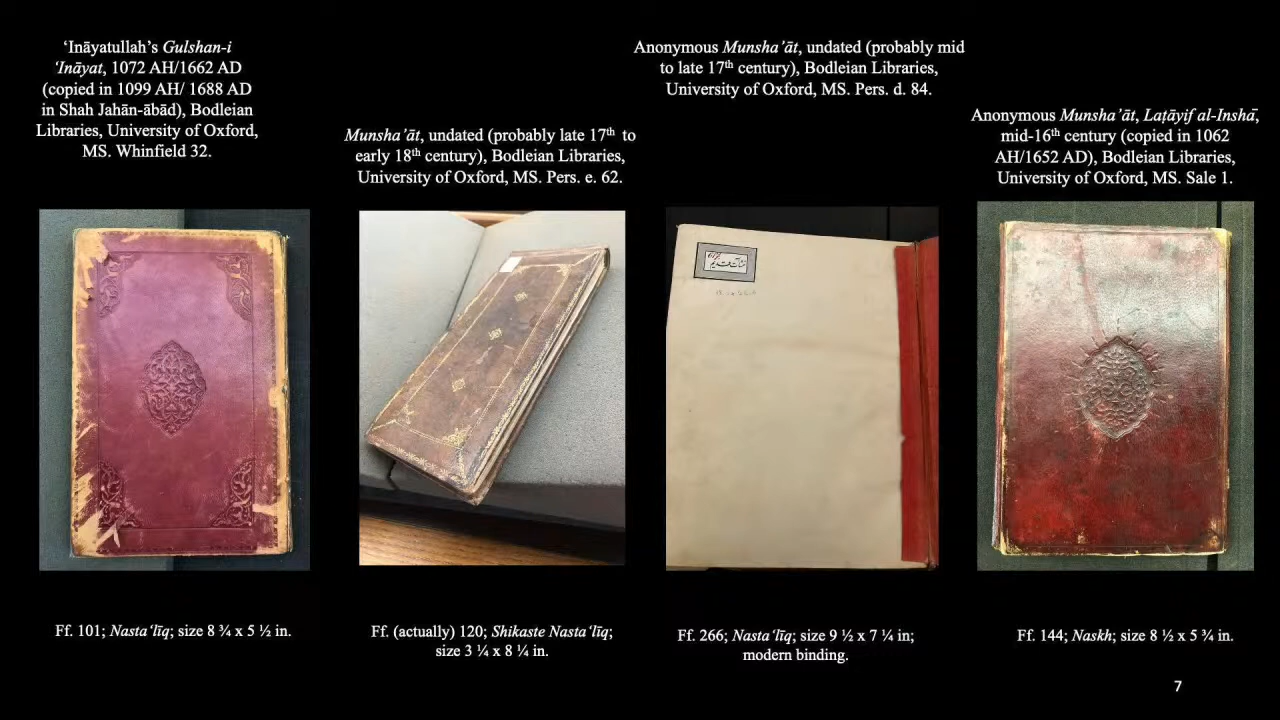 ‘Ināyatullah’s Gulshan-i
‘Ināyat, 1072 AH/1662 AD
(copied in 1099 AH/ 1688 AD
in Shah Jahān-ābād), Bodleian
Libraries, University of Oxford,
MS. Whinfield 32.
Munsha’āt, undated (probably late 17th to
early 18th century), Bodleian Libraries,
University of Oxford, MS. Pers. e. 62.
Anonymous Munsha’āt, undated (probably mid
to late 17th century), Bodleian Libraries,
University of Oxford, MS. Pers. d. 84.
Anonymous Munsha’āt, Laṭāyif al-Inshā,
mid-16th century (copied in 1062
AH/1652 AD), Bodleian Libraries,
University of Oxford, MS. Sale 1.
Ff. 101; Nasta‘līq; size 8 ¾ x 5 ½ in.
Ff. (actually) 120; Shikaste Nasta‘līq;
size 3 ¼ x 8 ¼ in.
Ff. 266; Nasta‘līq; size 9 ½ x 7 ¼ in;
modern binding.
Ff. 144; Naskh; size 8 ½ x 5 ¾ in.
7